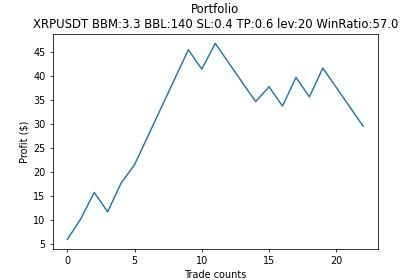 Portfolio
XRPUSDT BBM:3.3 BBL:140 SL:0.4 TP:0.6 lev:20 WinRatio:57.0
45
40
35
30
25
20
15
10
5
Profit ($)
0 5 10 15 20
Trade counts